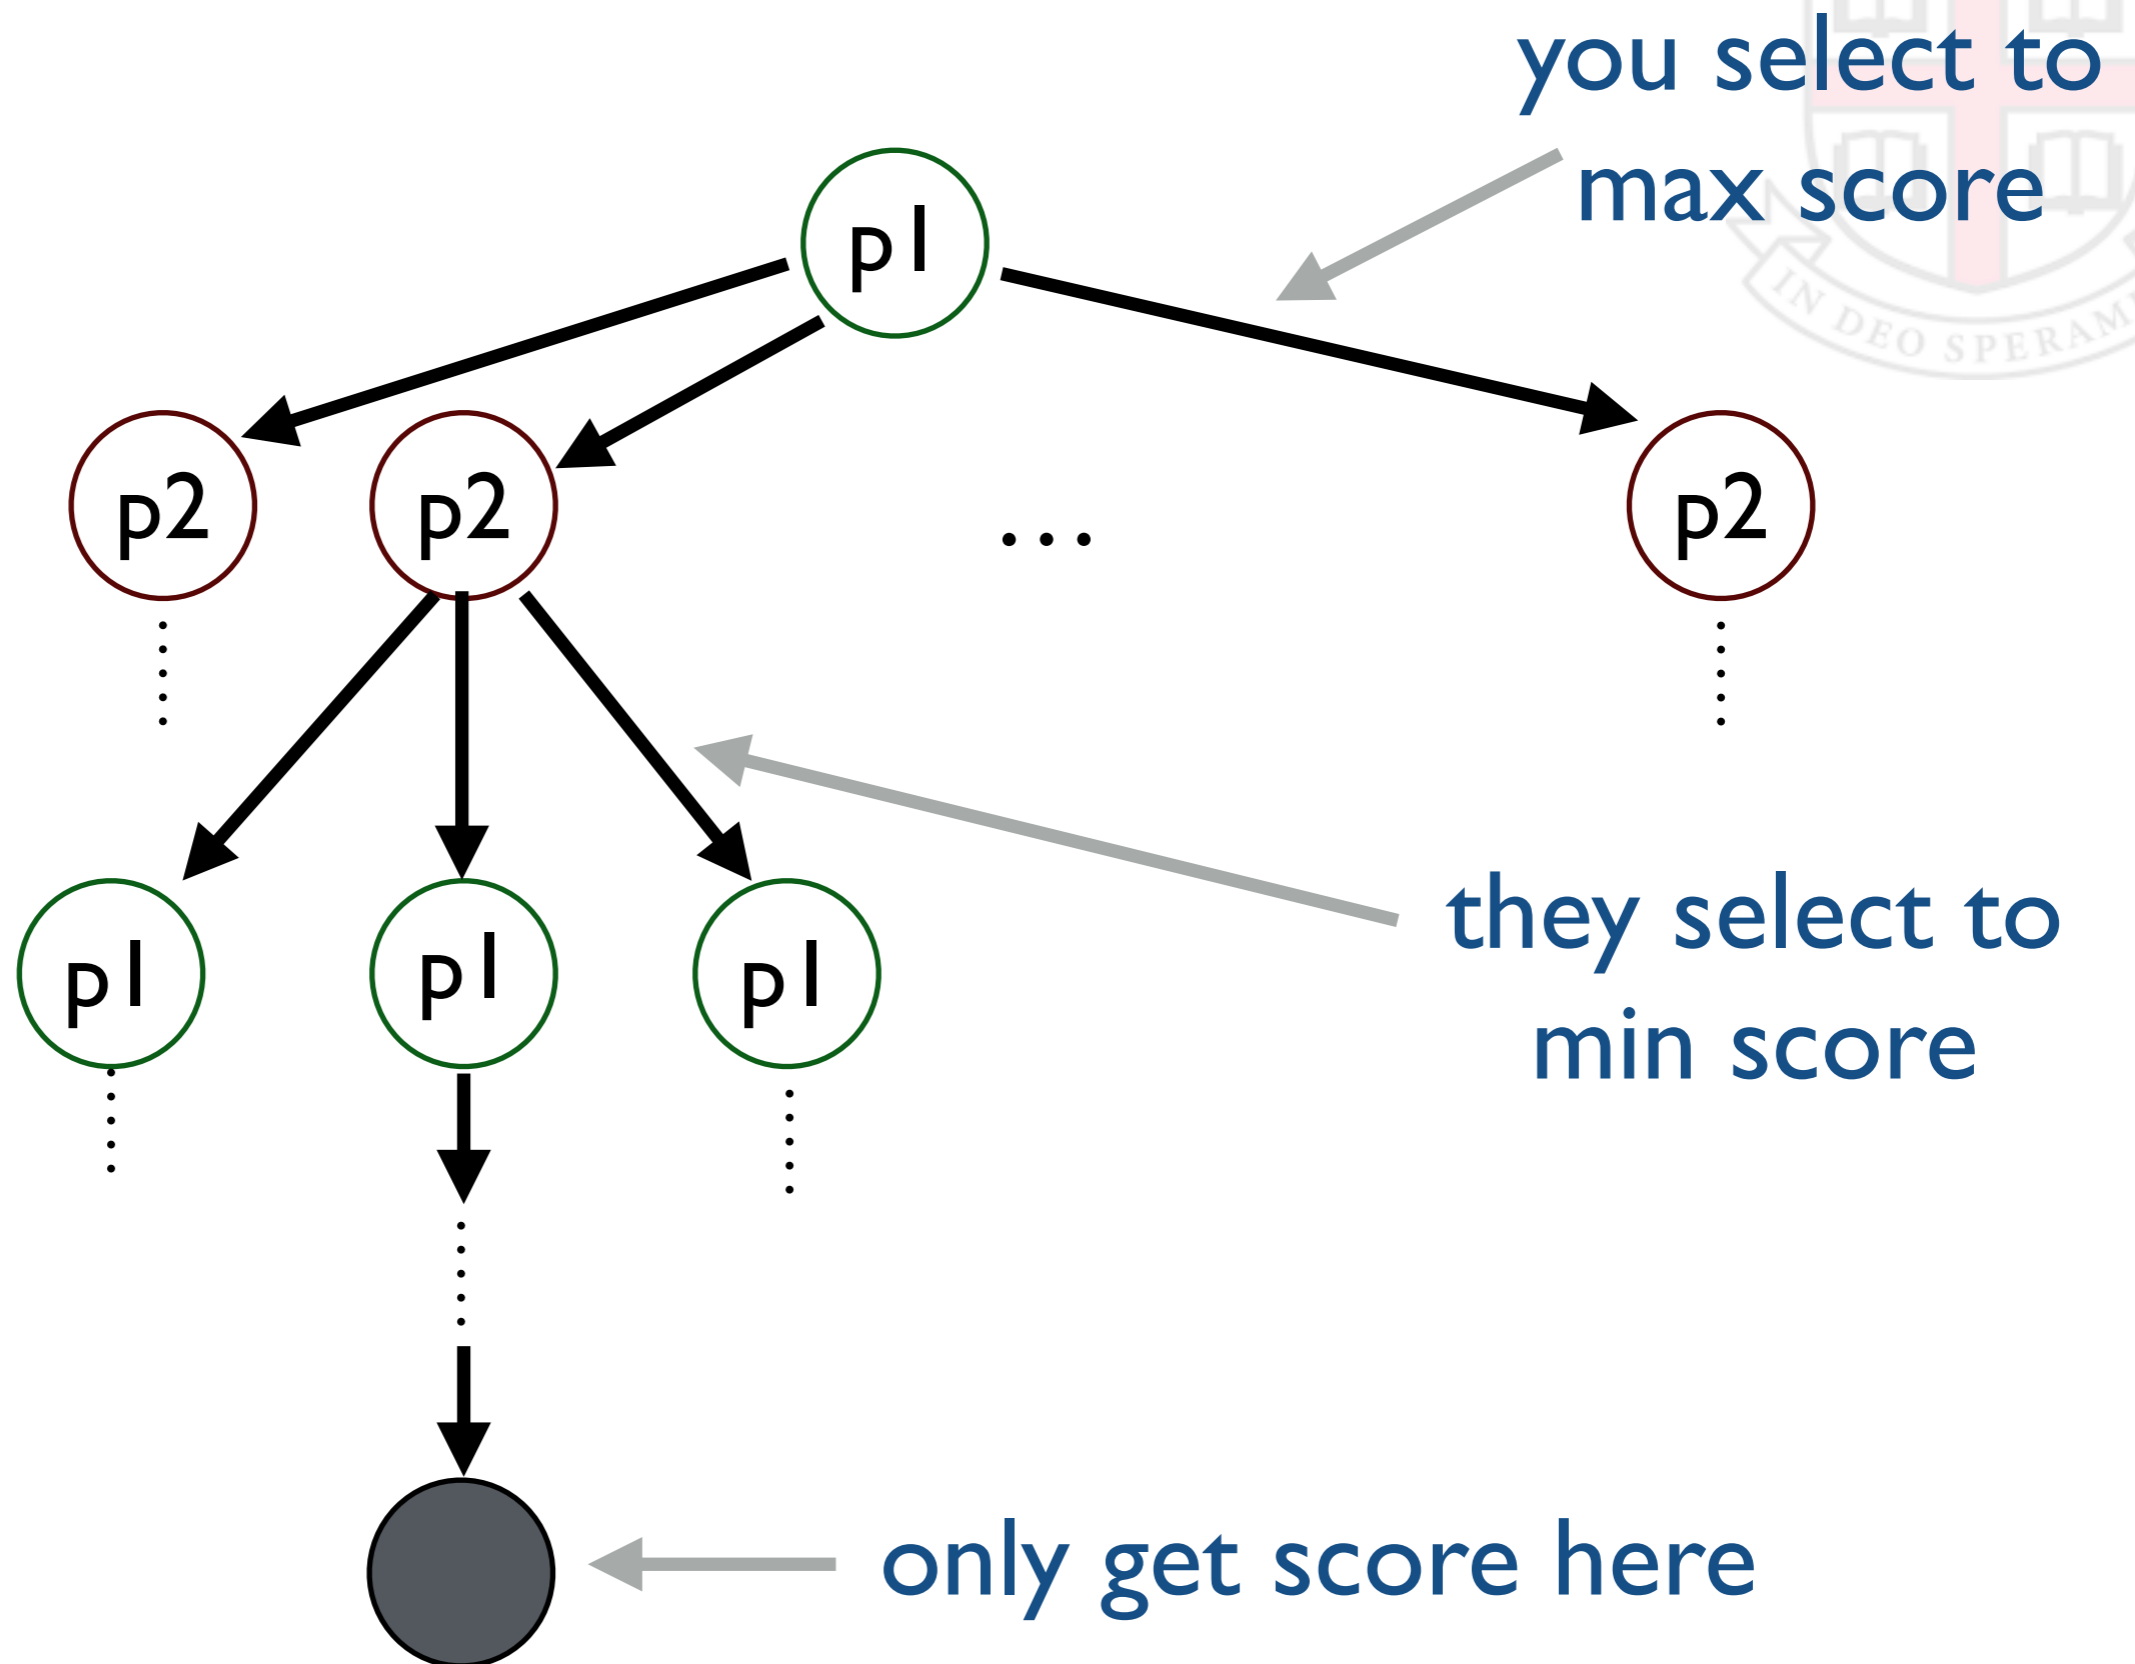 you select to
max score
IN DEO SPERAM
p1
p2
p2
...
p2
p1
p1
p1
they select to
min score
only get score here